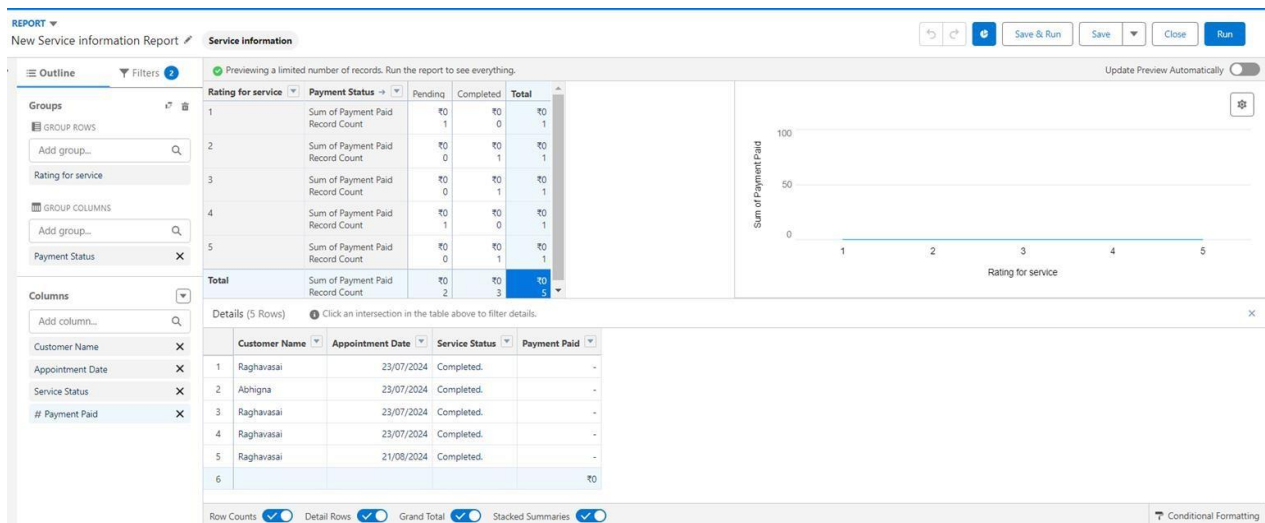 REPORT
New Service information Report Service information
Save & Run Save Close Run
Outline Filters 2
Previewing a limited number of records. Run the report to see everything. Update Preview Automatically
Groups
GROUP ROWS
Add group...
Rating for service
GROUP COLUMNS
Add group...
Payment Status
Columns
Add column...
Customer Name
Appointment Date
Service Status
# Payment Paid
Rating for service Payment Status → Pending Completed Total
1 Sum of Payment Paid ₹0 ₹0 ₹0
Record Count 1 0 1
2 Sum of Payment Paid ₹0 ₹0 ₹0
Record Count 0 1 1
3 Sum of Payment Paid ₹0 ₹0 ₹0
Record Count 0 1 1
4 Sum of Payment Paid ₹0 ₹0 ₹0
Record Count 1 0 1
5 Sum of Payment Paid ₹0 ₹0 ₹0
Record Count 0 1 1
Total Sum of Payment Paid ₹0 ₹0 ₹0
Record Count 2 3 5
Sum of Payment Paid
100
50
0
1 2 3 4 5
Rating for service
Details (5 Rows) Click an intersection in the table above to filter details.
Customer Name Appointment Date Service Status Payment Paid
1 Raghavasai 23/07/2024 Completed. -
2 Abhigna 23/07/2024 Completed. -
3 Raghavasai 23/07/2024 Completed. -
4 Raghavasai 23/07/2024 Completed. -
5 Raghavasai 21/08/2024 Completed. -
6 ₹0
Row Counts Detail Rows Grand Total Stacked Summaries Conditional Formatting